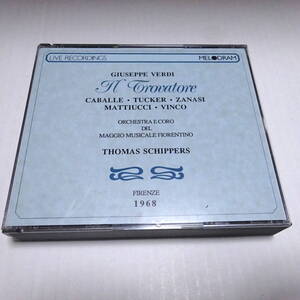 LIVE RECORDINGS
MELODRAM
GIUSEPPE VERDI
Il Trovatore
CABALLE • TUCKER • ZANASI
MATTIUCCI • VINCO
ORCHESTRA E CORO
DEL
MAGGIO MUSICALE FIORENTINO
THOMAS SCHIPPERS
FIRENZE
1968